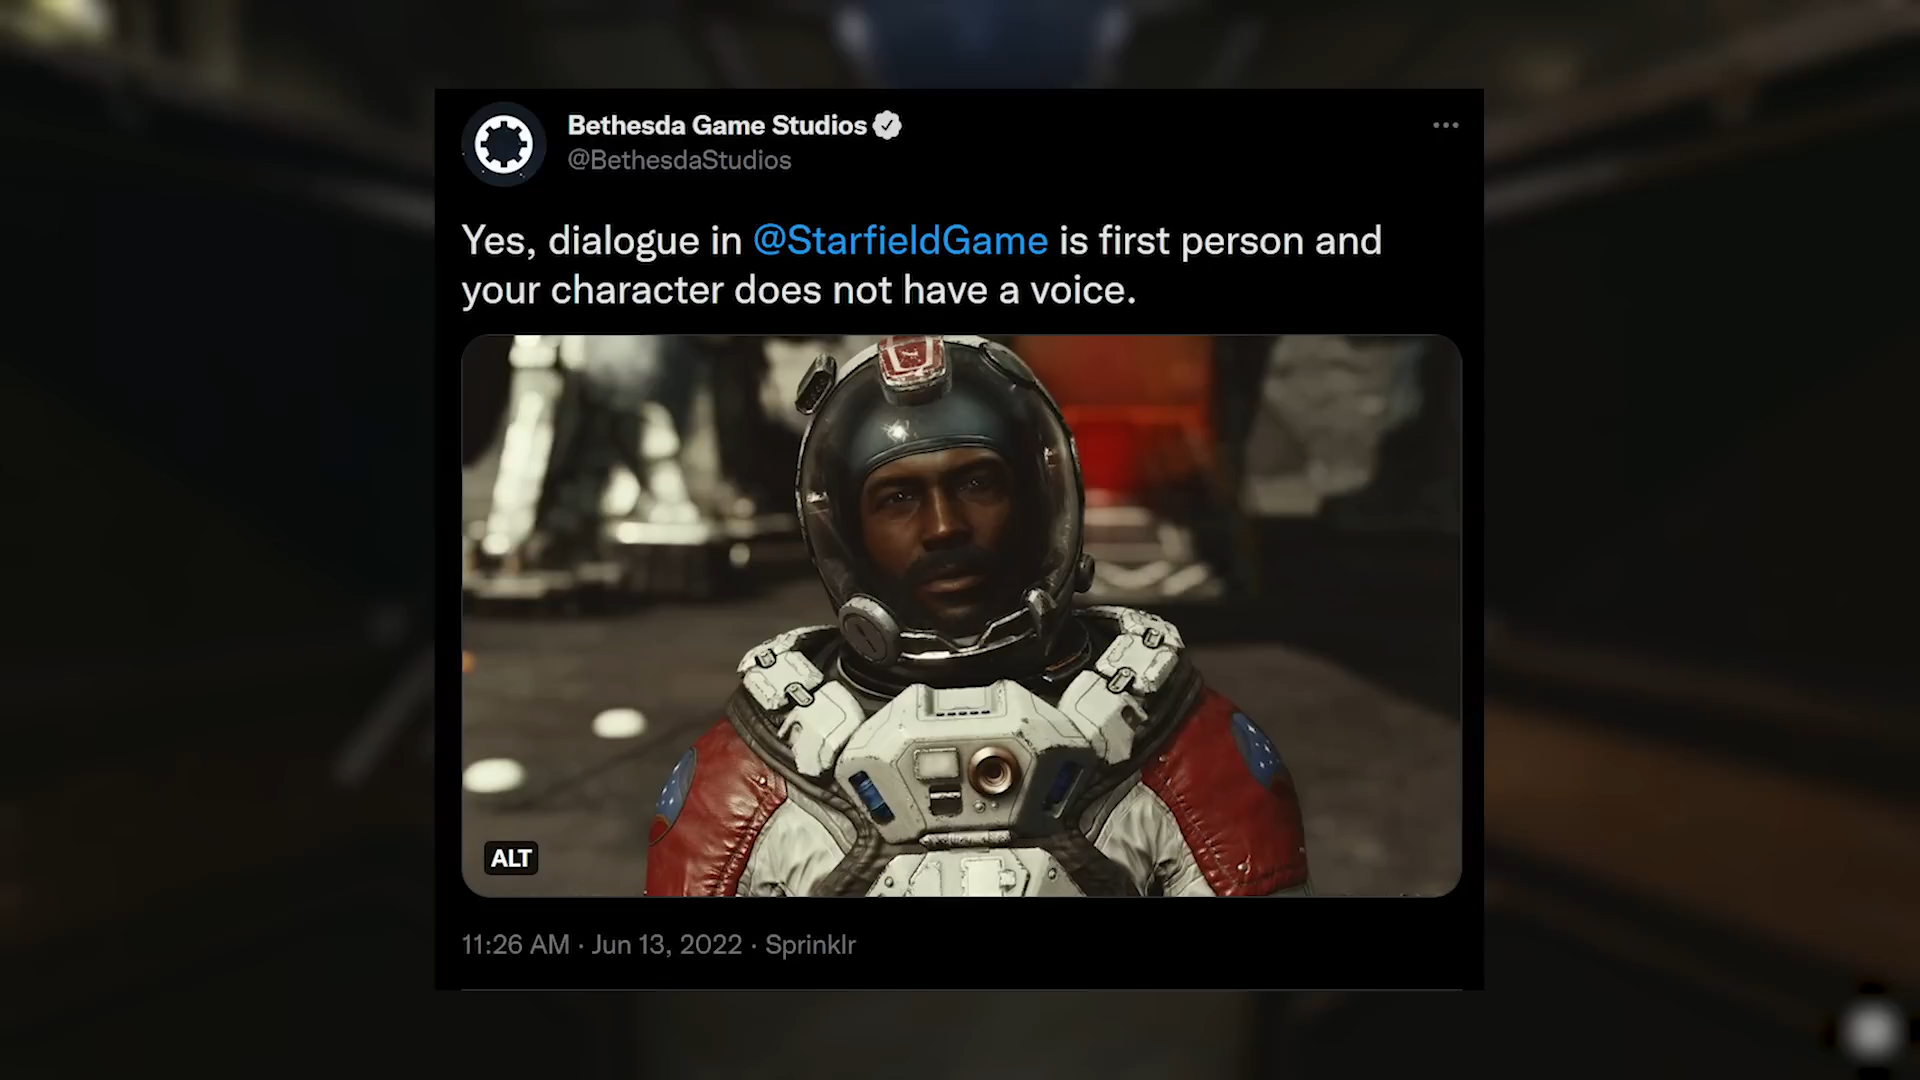 Bethesda Game Studios
@BethesdaStudios
Yes, dialogue in @StarfieldGame is first person and
your character does not have a voice.
ALT
11:26 AM · Jun 13, 2022 · Sprinklr